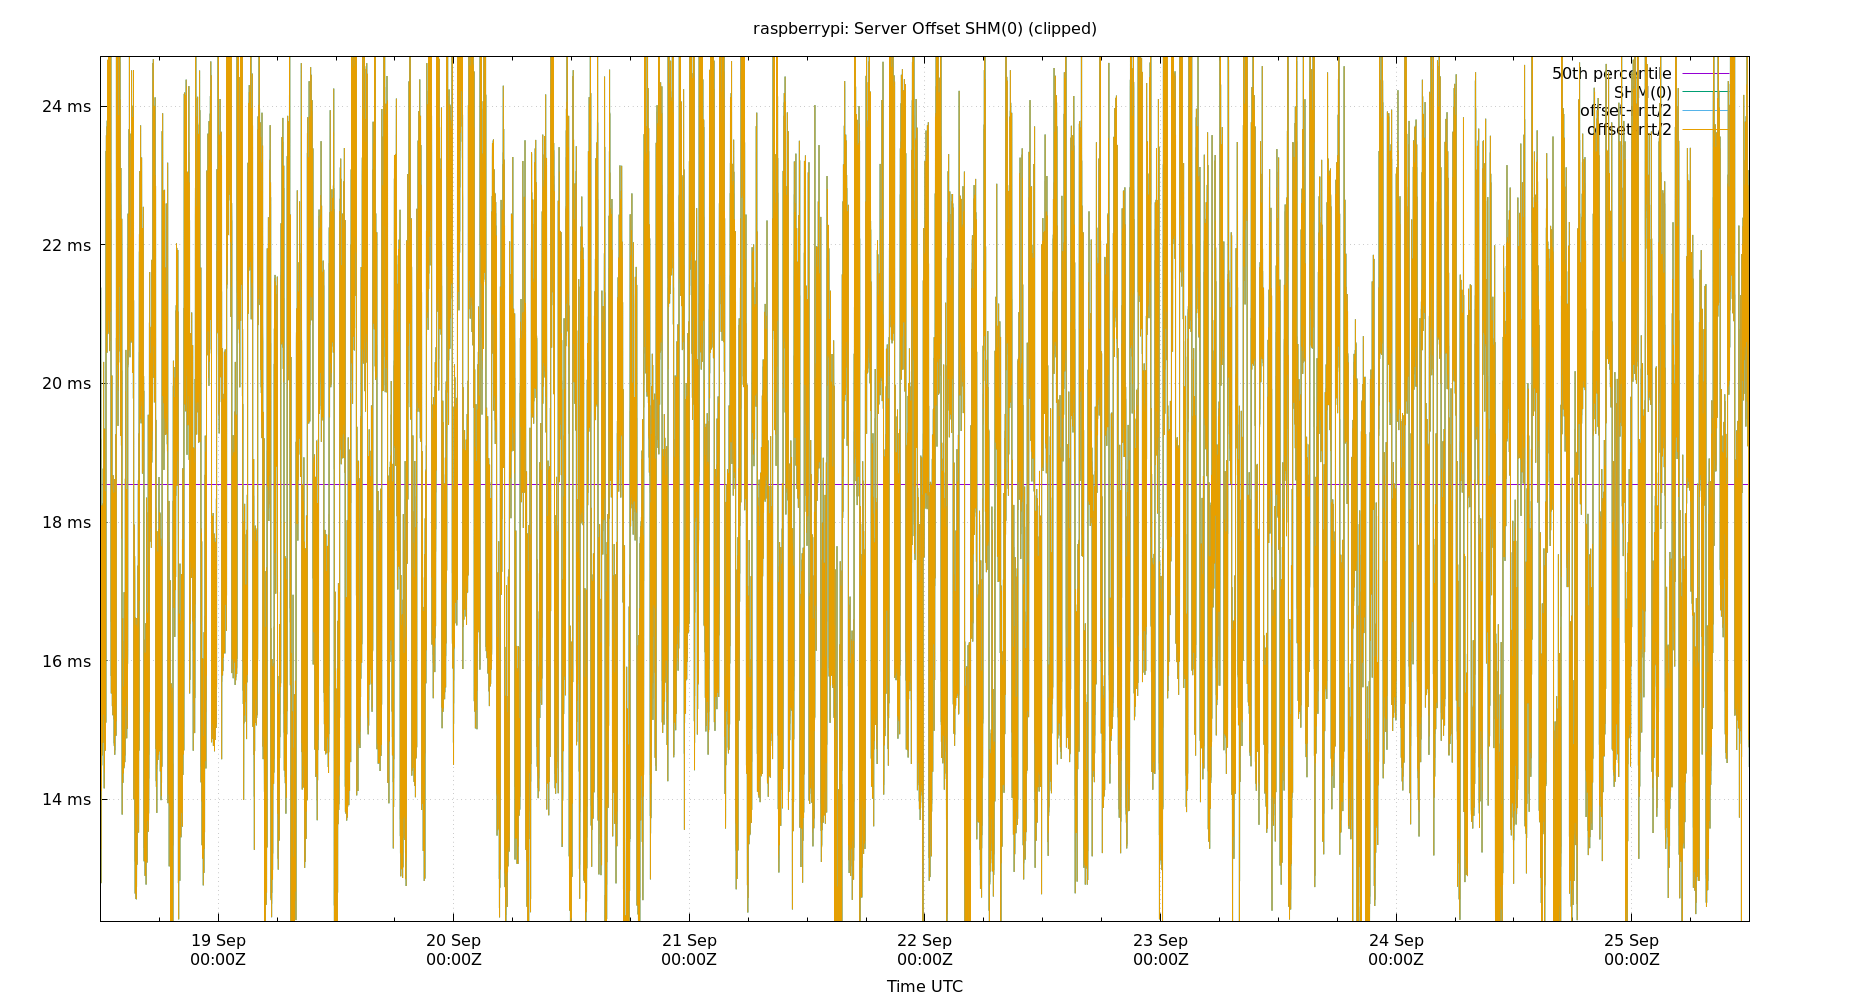 raspberrypi: Server Offset SHM(0) (clipped)
50th percentile
SHM(0)
offset+rtt/2
offset-rtt/2
24 ms
22 ms
20 ms
18 ms
16 ms
14 ms
19 Sep
00:00Z
20 Sep
00:00Z
21 Sep
00:00Z
22 Sep
00:00Z
23 Sep
00:00Z
24 Sep
00:00Z
25 Sep
00:00Z
Time UTC